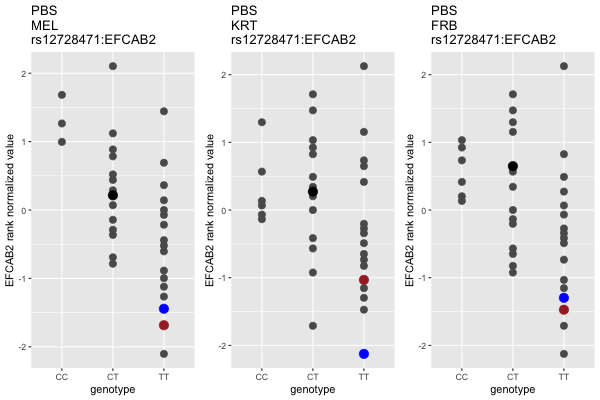 PBS
MEL
rs12728471:EFCAB2
EFCAB2 rank normalized value
2
1
0
-1
-2
CC CT TT
genotype
PBS
KRT
rs12728471:EFCAB2
EFCAB2 rank normalized value
2
1
0
-1
-2
CC CT TT
genotype
PBS
FRB
rs12728471:EFCAB2
EFCAB2 rank normalized value
2
1
0
-1
-2
CC CT TT
genotype